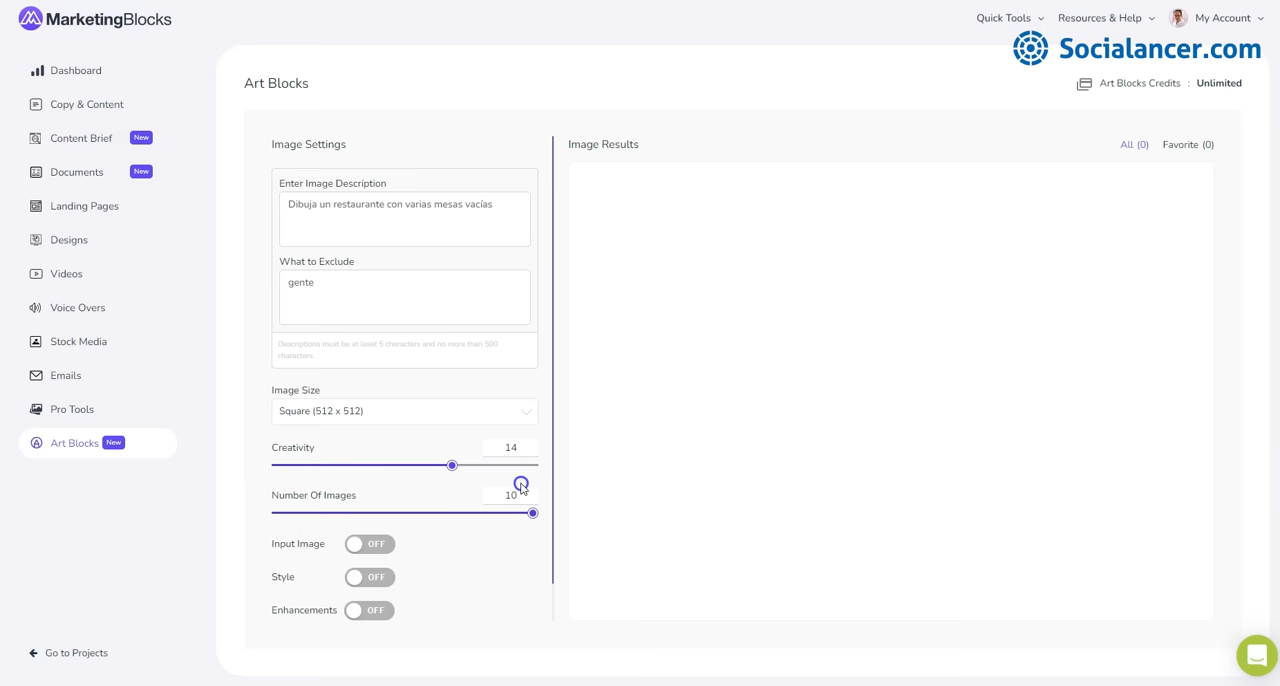 MarketingBlocks
Quick Tools
Resources & Help
My Account
Socialancer.com
Dashboard
Copy & Content
Content Brief New
Documents New
Landing Pages
Designs
Videos
Voice Overs
Stock Media
Emails
Pro Tools
Art Blocks New
Go to Projects
Art Blocks
Art Blocks Credits : Unlimited
Image Settings
Enter Image Description
Dibuja un restaurante con varias mesas vacías
What to Exclude
gente
Descriptions must be at least 5 characters and no more than 500
characters.
Image Size
Square (512 x 512)
Creativity 14
Number Of Images 10
Input Image OFF
Style OFF
Enhancements OFF
Image Results
All (0) Favorite (0)